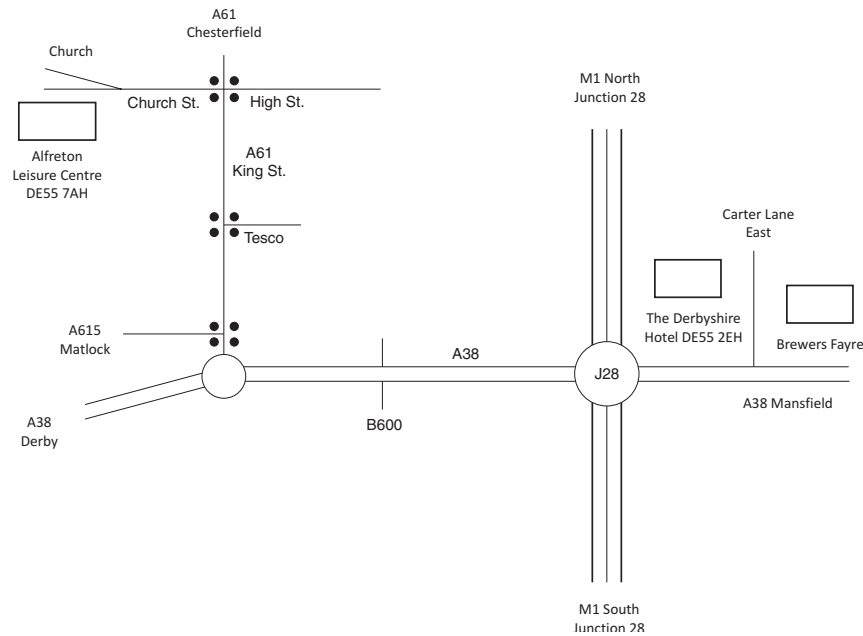 A61
Chesterfield
Church
M1 North
Junction 28
Church St.
High St.
Alfreton
Leisure Centre
DE55 7AH
A61
King St.
Carter Lane
East
Tesco
The Derbyshire
Hotel DE55 2EH
Brewers Fayre
A615
Matlock
A38
J28
A38 Mansfield
A38
Derby
B600
M1 South
Junction 28